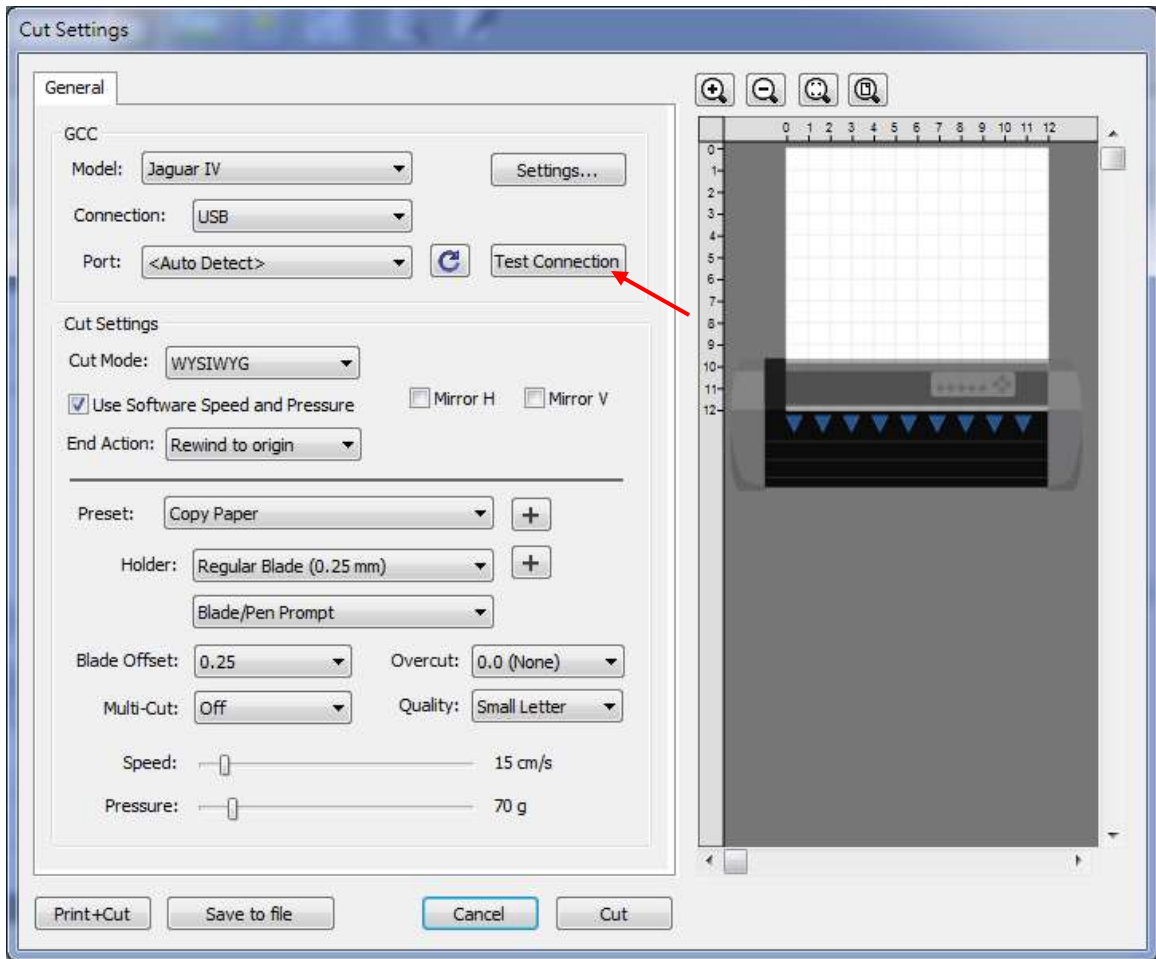 Cut Settings
General
GCC
Model: Jaguar IV Settings...
Connection: USB
Port: <Auto Detect> Test Connection
Cut Settings
Cut Mode: WYSIWYG
Use Software Speed and Pressure Mirror H Mirror V
End Action: Rewind to origin
Preset: Copy Paper +
Holder: Regular Blade (0.25 mm) +
Blade/Pen Prompt
Blade Offset: 0.25 Overcut: 0.0 (None)
Multi-Cut: Off Quality: Small Letter
Speed: 15 cm/s
Pressure: 70 g
Print+Cut Save to file Cancel Cut
0 1 2 3 4 5 6 7 8 9 10 11 12
0
1
2
3
4
5
6
7
8
9
10
11
12